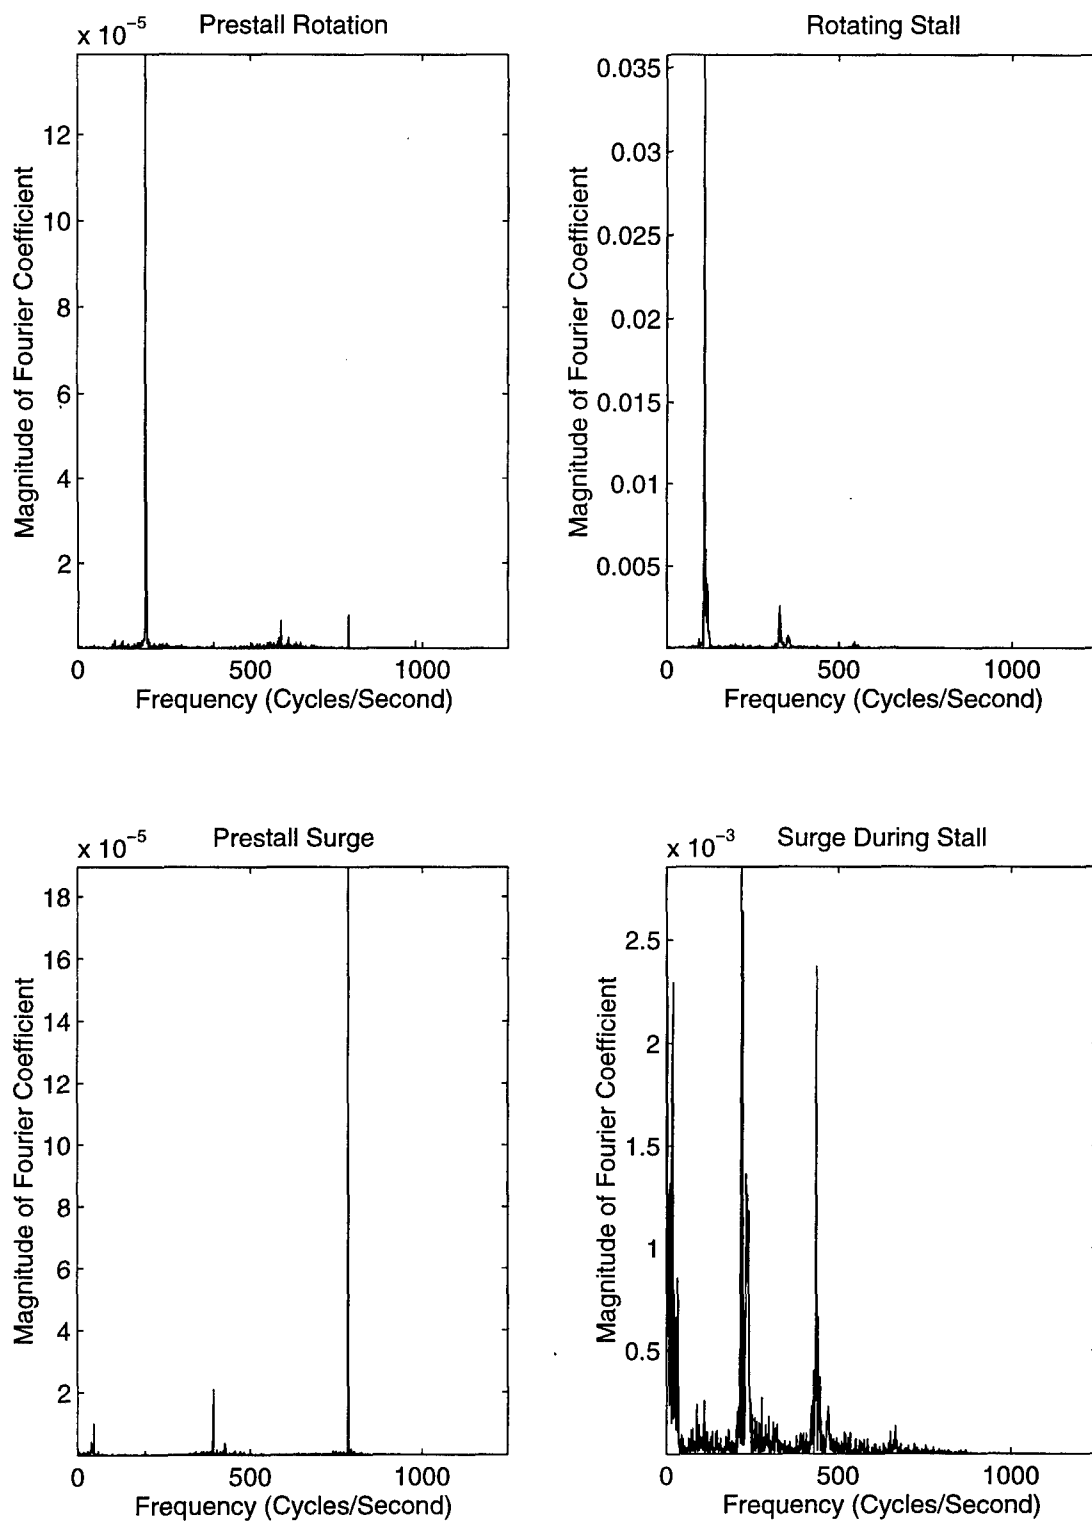 x 10⁻⁵ Prestall Rotation
Magnitude of Fourier Coefficient
12
10
8
6
4
2
0 500 1000
Frequency (Cycles/Second)
Rotating Stall
Magnitude of Fourier Coefficient
0.035
0.03
0.025
0.02
0.015
0.01
0.005
0 500 1000
Frequency (Cycles/Second)
x 10⁻⁵ Prestall Surge
Magnitude of Fourier Coefficient
18
16
14
12
10
8
6
4
2
0 500 1000
Frequency (Cycles/Second)
x 10⁻³ Surge During Stall
Magnitude of Fourier Coefficient
2.5
2
1.5
1
0.5
0 500 1000
Frequency (Cycles/Second)